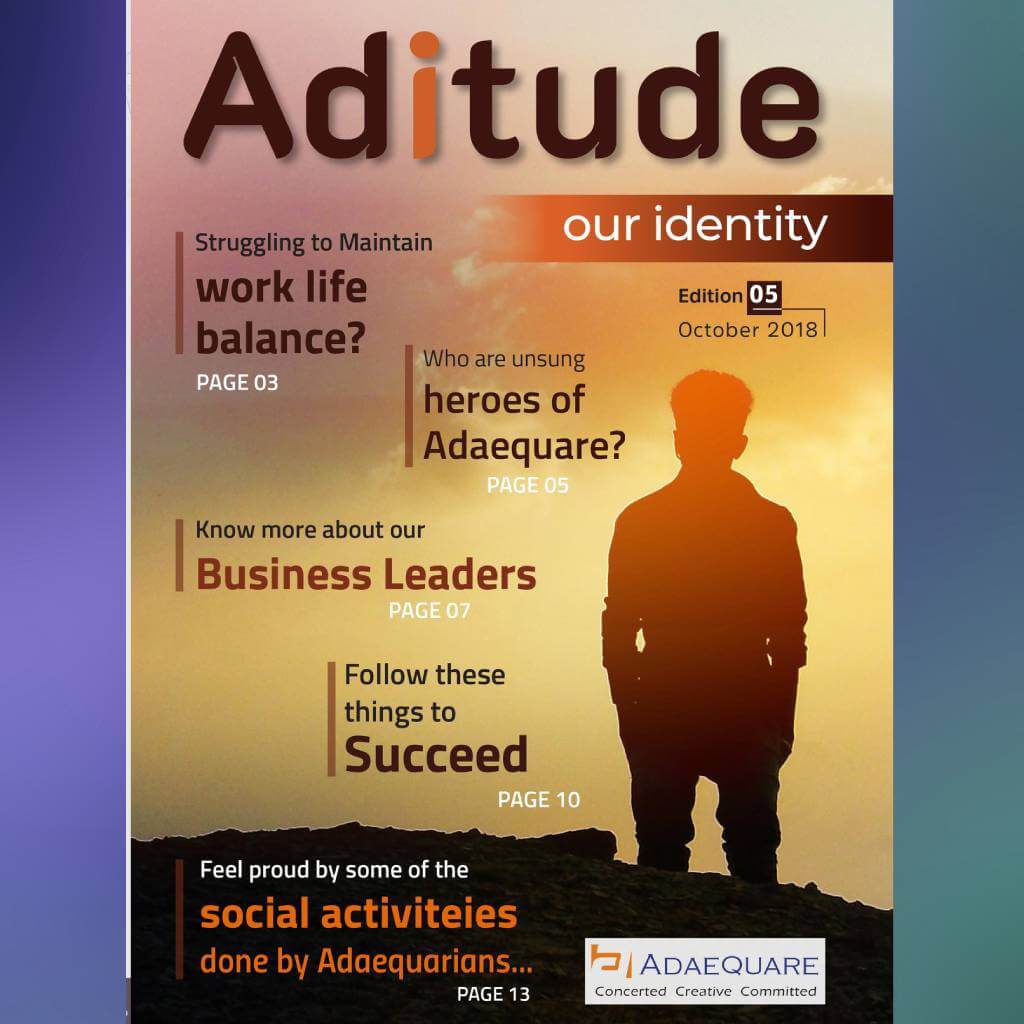 Aditude
our identity
Edition 05
October 2018
Struggling to Maintain
work life
balance?
PAGE 03
Who are unsung
heroes of
Adaequare?
PAGE 05
Know more about our
Business Leaders
PAGE 07
Follow these
things to
Succeed
PAGE 10
Feel proud by some of the
social activiteies
done by Adaequarians...
PAGE 13
ADAEQUARE
Concerted Creative Committed